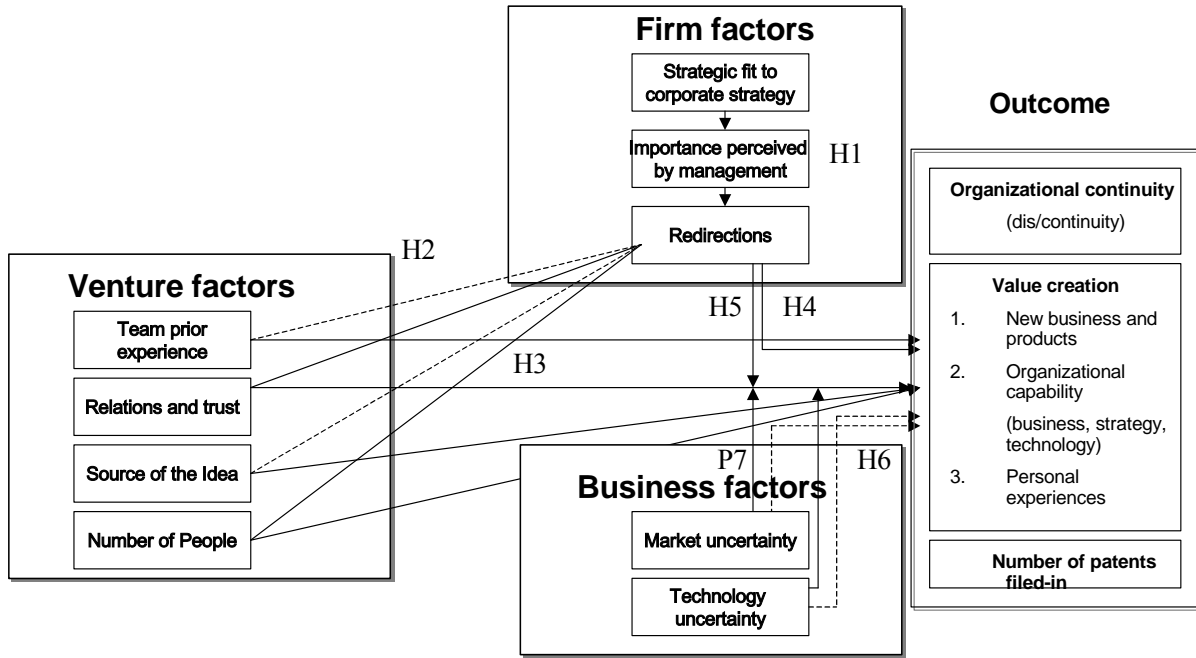 Firm factors
Strategic fit to
corporate strategy
Importance perceived
by management
H1
Redirections
H2
Venture factors
Team prior
experience
Relations and trust
Source of the Idea
Number of People
H3
H5
H4
P7
H6
Business factors
Market uncertainty
Technology
uncertainty
Outcome
Organizational continuity
(dis/continuity)
Value creation
1. New business and
products
2. Organizational
capability
(business, strategy,
technology)
3. Personal
experiences
Number of patents
filed-in